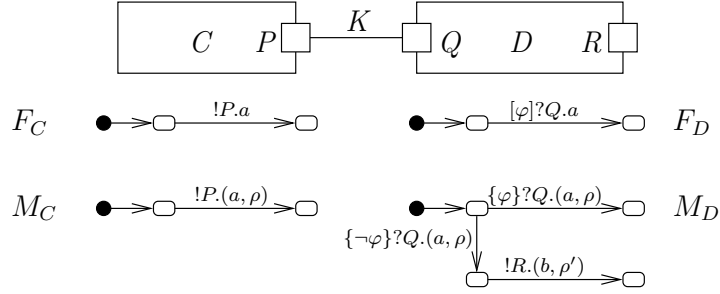 C P K Q D R
F_C !P.a [φ]?Q.a F_D
M_C !P.(a, ρ) {φ}?Q.(a, ρ) M_D
{¬φ}?Q.(a, ρ)
!R.(b, ρ′)